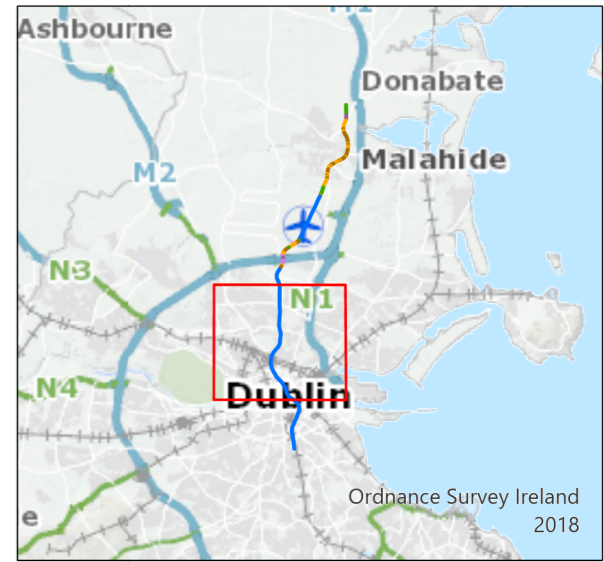 M1
Ashbourne
Donabate
Malahide
M2
N3
N1
N4
Dublin
e
Ordnance Survey Ireland
2018